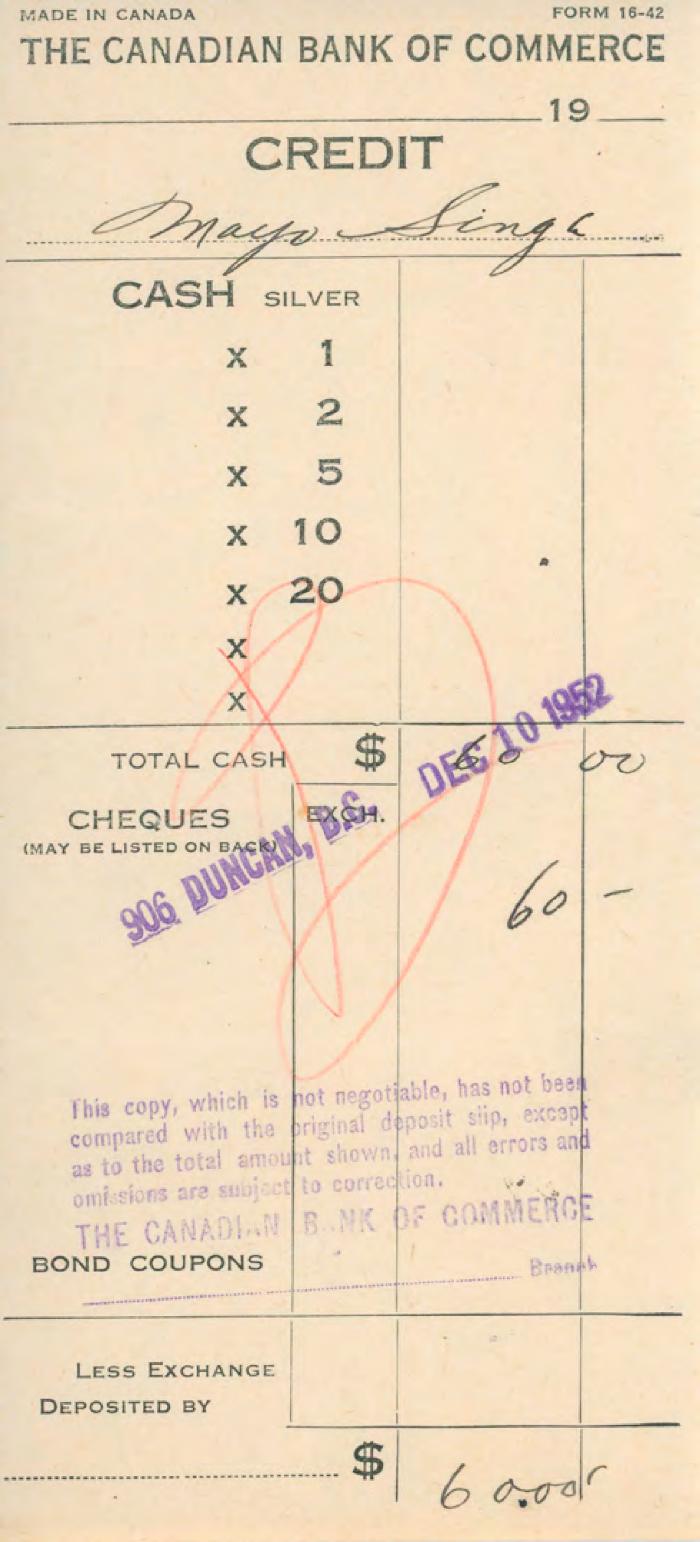 MADE IN CANADA FORM 16-42
THE CANADIAN BANK OF COMMERCE
19
CREDIT
Mayo Singh
CASH SILVER
X 1
X 2
X 5
X 10
X 20
X
X
TOTAL CASH $ 60 00
DEC 10 1952
CHEQUES EXCH.
(MAY BE LISTED ON BACK)
906 DUNCAN, B.C.
60 -
This copy, which is not negotiable, has not been
compared with the original deposit slip, except
as to the total amount shown, and all errors and
omissions are subject to correction.
THE CANADIAN BANK OF COMMERCE
BOND COUPONS
Branch
LESS EXCHANGE
DEPOSITED BY
$ 60.00